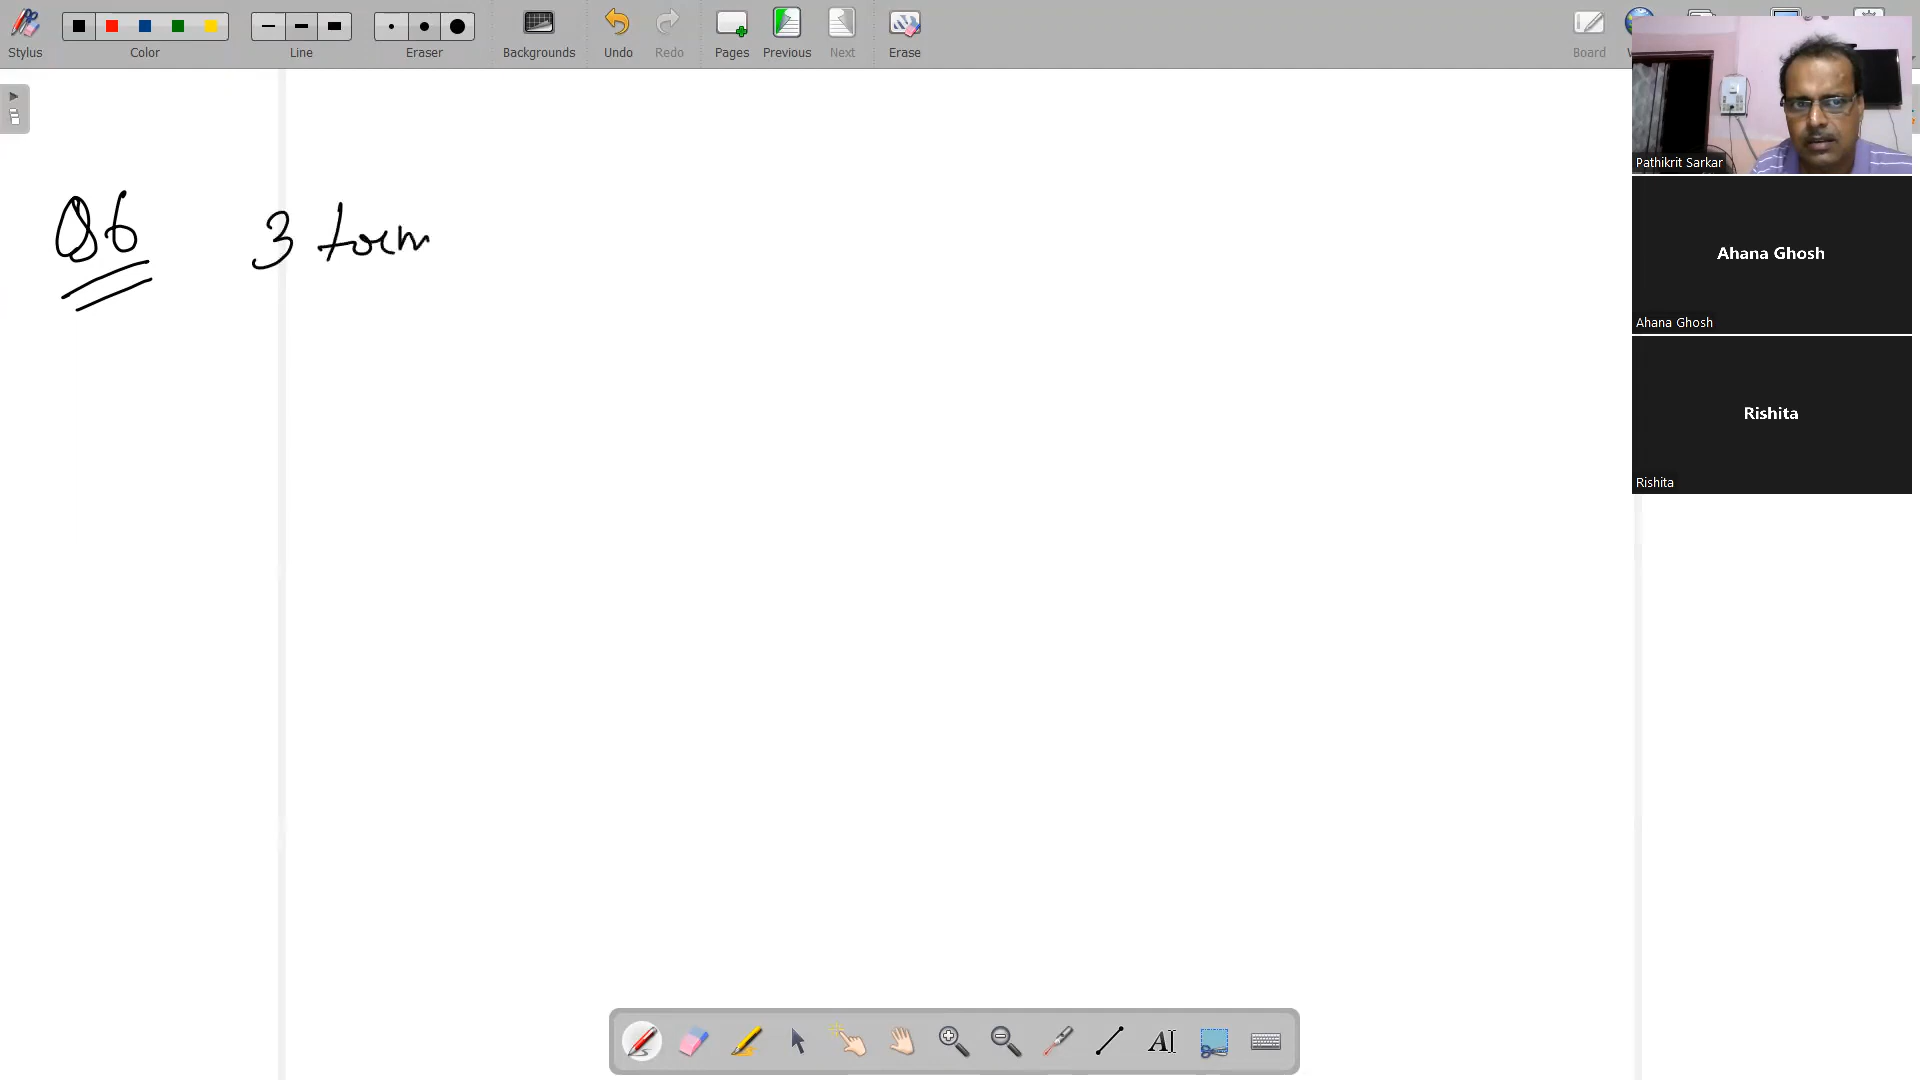 Stylus Color Line Eraser Backgrounds Undo Redo Pages Previous Next Erase Board
Pathikrit Sarkar
Q6 3 term
Ahana Ghosh
Ahana Ghosh
Rishita
Rishita